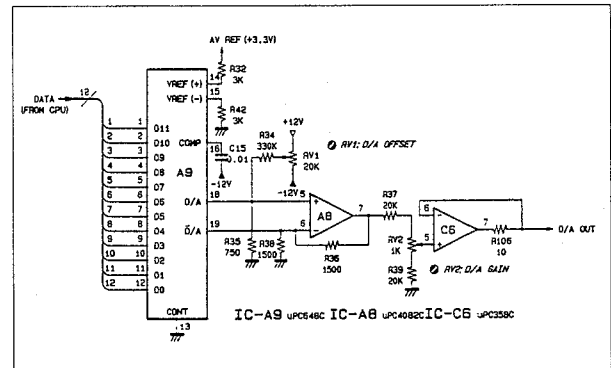 AV REF (+3.3V)
14
R32
3K
VREF (+)
15
VREF (-)
R42
3K
12
DATA
(FROM CPU)
1 1 D11
2 2 D10
3 3 D9
4 4 D8
5 5 D7
6 6 D6
7 7 D5
8 8 D4
9 9 D3
10 10 D2
11 11 D1
12 12 D0
A9
COMP
16
C15
0.01
-12V
18
D/A
19
D/A
CONT
13
+12V
R34
330K
RV1
20K
-12V
RV1; D/A OFFSET
5
6
A8
7
R35
750
R38
1500
R36
1500
R37
20K
RV2
1K
R39
20K
RV2; D/A GAIN
6
5
C6
7
R106
10
D/A OUT
IC-A9 uPC648C IC-A8 uPC4082C IC-C6 uPC358C